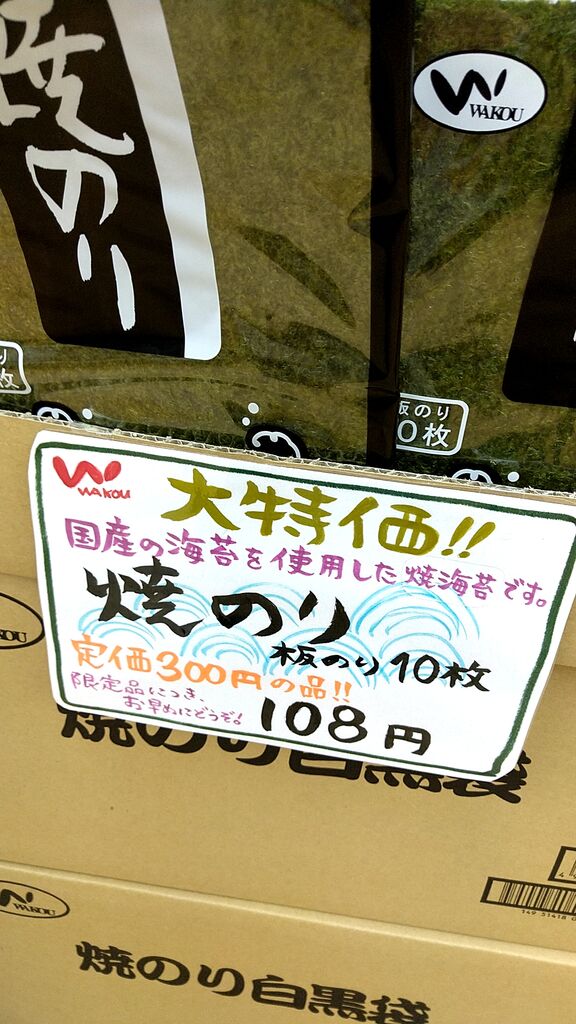 焼のり
WAKOU
板のり
0枚
枚
WAKOU
大特価!!
国産の海苔を使用した焼海苔です。
焼のり
板のり10枚
定価300円の品!!
限定品につき、
お早めにどうぞ!
108円
焼のり白黒袋
WAKOU
焼のり白黒袋